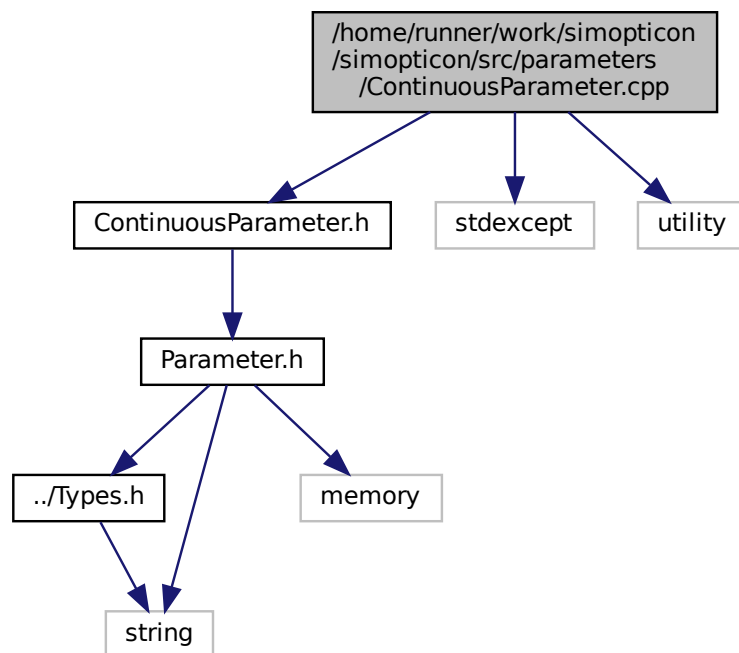 /home/runner/work/simopticon
/simopticon/src/parameters
/ContinuousParameter.cpp
ContinuousParameter.h
stdexcept
utility
Parameter.h
../Types.h
memory
string